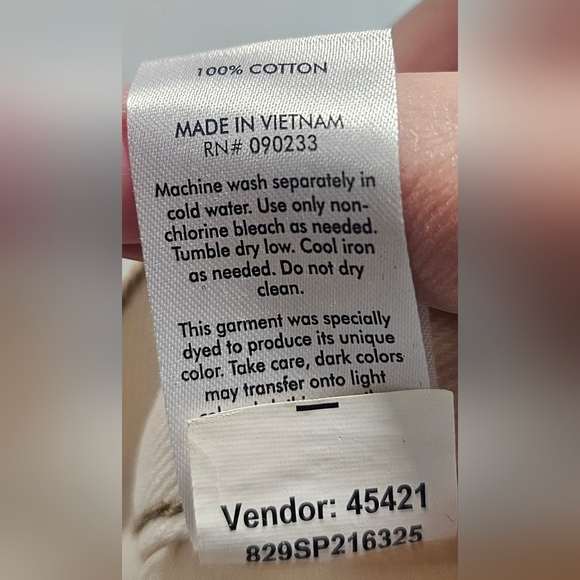 100% COTTON
MADE IN VIETNAM
RN# 090233
Machine wash separately in
cold water. Use only non-
chlorine bleach as needed.
Tumble dry low. Cool iron
as needed. Do not dry
clean.
This garment was specially
dyed to produce its unique
color. Take care, dark colors
may transfer onto light
Vendor: 45421
829SP216325